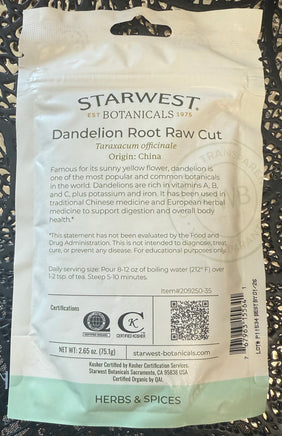 STARWEST
EST BOTANICALS 1975
Dandelion Root Raw Cut
Taraxacum officinale
Origin: China
Famous for its sunny yellow flower, dandelion is
one of the most popular and common botanicals
in the world. Dandelions are rich in vitamins A, B,
and C, plus potassium and iron. It has been used in
traditional Chinese medicine and European herbal
medicine to support digestion and overall body
health.*
*This statement has not been evaluated by the Food and
Drug Administration. This is not intended to diagnose, treat,
cure, or prevent any disease. For educational purposes only.
Daily serving size: Pour 8-12 oz of boiling water (212° F) over
1-2 tsp. of tea. Steep 5-10 minutes.
Item#209250-35
Certifications
K
CERTIFIED KOSHER
NET WT: 2.65 oz. (75.1g)
starwest-botanicals.com
Kosher Certified by Kosher Certification Services.
Starwest Botanicals Sacramento, CA 95838 USA
Certified Organic by QAI.
HERBS & SPICES